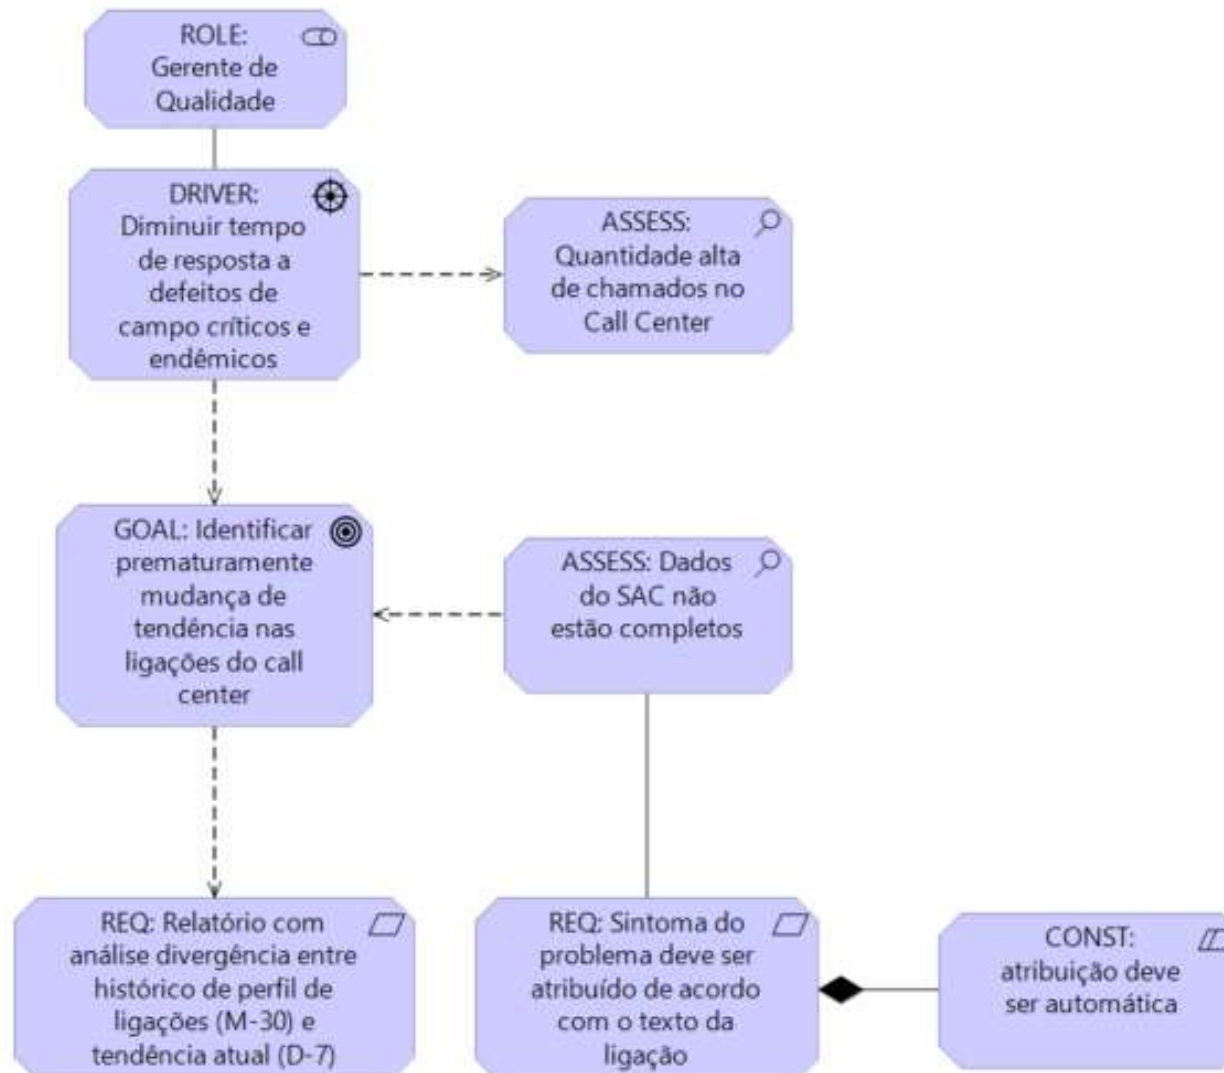 ROLE:
Gerente de
Qualidade
DRIVER:
Diminuir tempo
de resposta a
defeitos de
campo críticos e
endêmicos
ASSESS:
Quantidade alta
de chamados no
Call Center
GOAL: Identificar
prematuramente
mudança de
tendência nas
ligações do call
center
ASSESS: Dados
do SAC não
estão completos
REQ: Relatório com
análise divergência entre
histórico de perfil de
ligações (M-30) e
tendência atual (D-7)
REQ: Sintoma do
problema deve ser
atribuído de acordo
com o texto da
ligação
CONST:
atribuição deve
ser automática